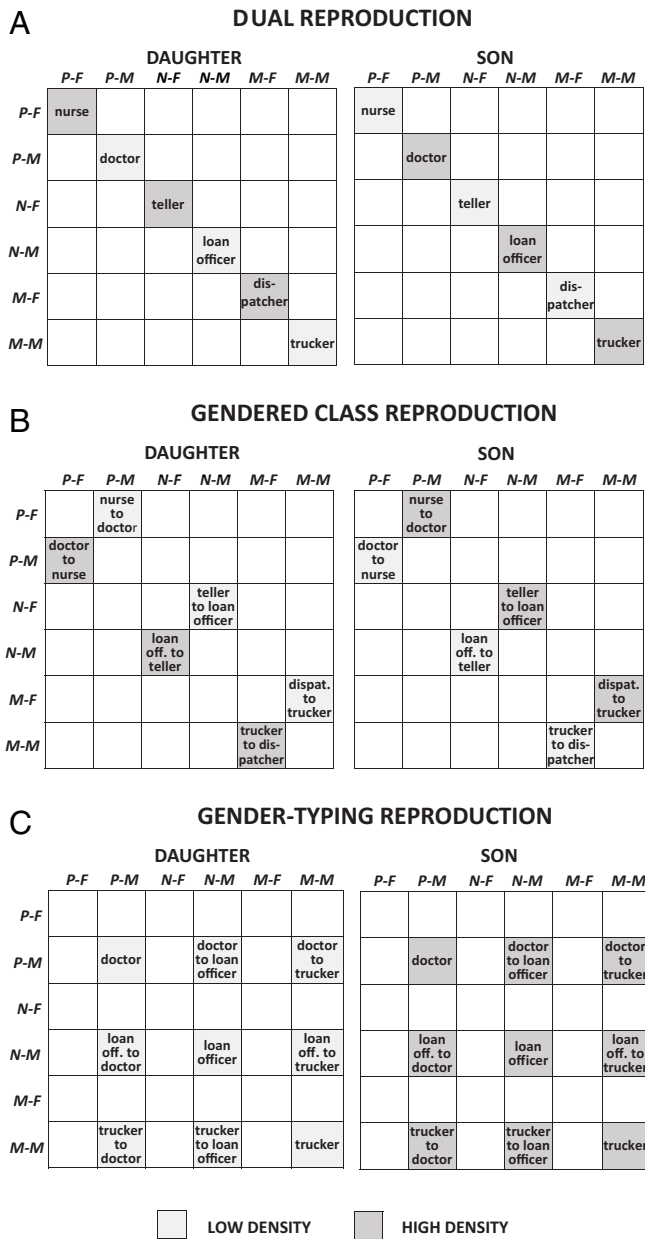 A
DUAL REPRODUCTION
DAUGHTER
SON
P-F P-M N-F N-M M-F M-M
P-F P-M N-F N-M M-F M-M
P-F
nurse
nurse
P-M
doctor
doctor
N-F
teller
teller
N-M
loan
officer
loan
officer
M-F
dis-
patcher
dis-
patcher
M-M
trucker
trucker
B
GENDERED CLASS REPRODUCTION
DAUGHTER
SON
P-F P-M N-F N-M M-F M-M
P-F P-M N-F N-M M-F M-M
P-F
nurse
to
doctor
nurse
to
doctor
P-M
doctor
to
nurse
doctor
to
nurse
N-F
teller
to loan
officer
teller
to loan
officer
N-M
loan
off. to
teller
loan
off. to
teller
M-F
dispat.
to
trucker
dispat.
to
trucker
M-M
trucker
to dis-
patcher
trucker
to dis-
patcher
C
GENDER-TYPING REPRODUCTION
DAUGHTER
SON
P-F P-M N-F N-M M-F M-M
P-F P-M N-F N-M M-F M-M
P-F
P-M
doctor
doctor
to loan
officer
doctor
to
trucker
doctor
doctor
to loan
officer
doctor
to
trucker
N-F
N-M
loan
off. to
doctor
loan
officer
loan
off. to
trucker
loan
off. to
doctor
loan
officer
loan
off. to
trucker
M-F
M-M
trucker
to
doctor
trucker
to loan
officer
trucker
trucker
to
doctor
trucker
to loan
officer
trucker
LOW DENSITY
HIGH DENSITY